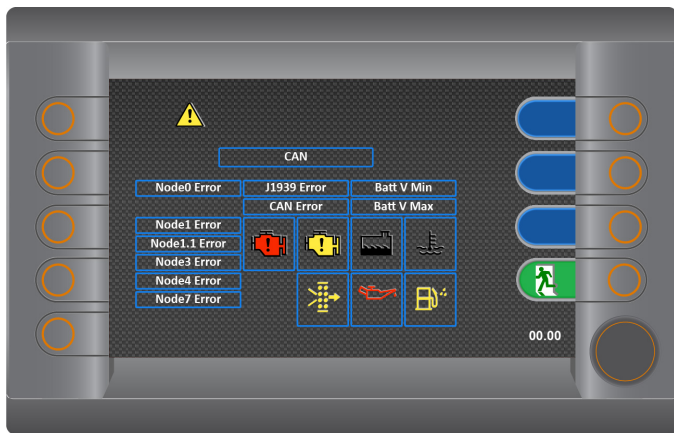 CAN
Node0 Error J1939 Error Batt V Min
CAN Error Batt V Max
Node1 Error
Node1.1 Error
Node3 Error
Node4 Error
Node7 Error
00.00